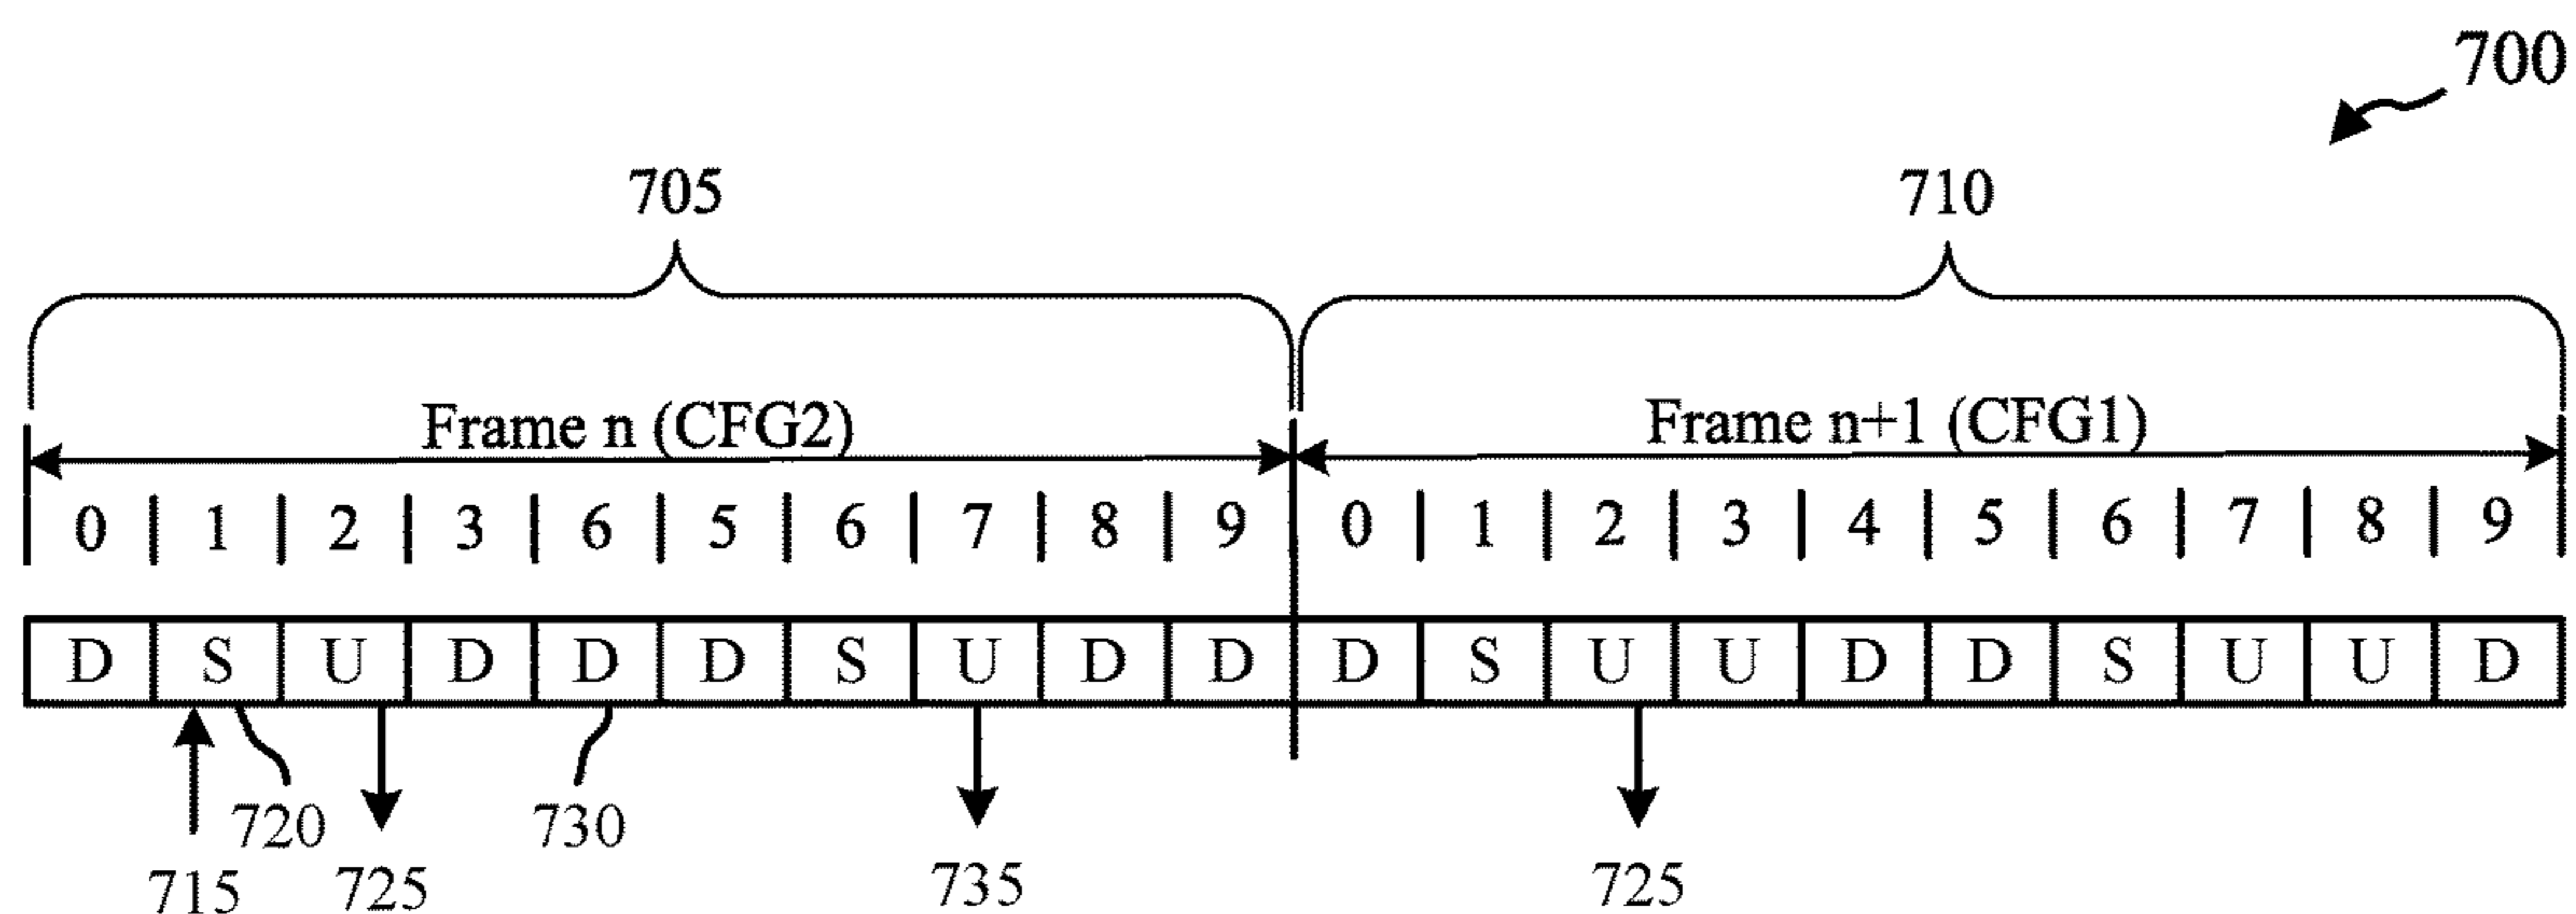 700
705 710
Frame n (CFG2) Frame n+1 (CFG1)
0 1 2 3 6 5 6 7 8 9 0 1 2 3 4 5 6 7 8 9
D S U D D D S U D D D S U U D D S U U D
720 730
715 725 735 725